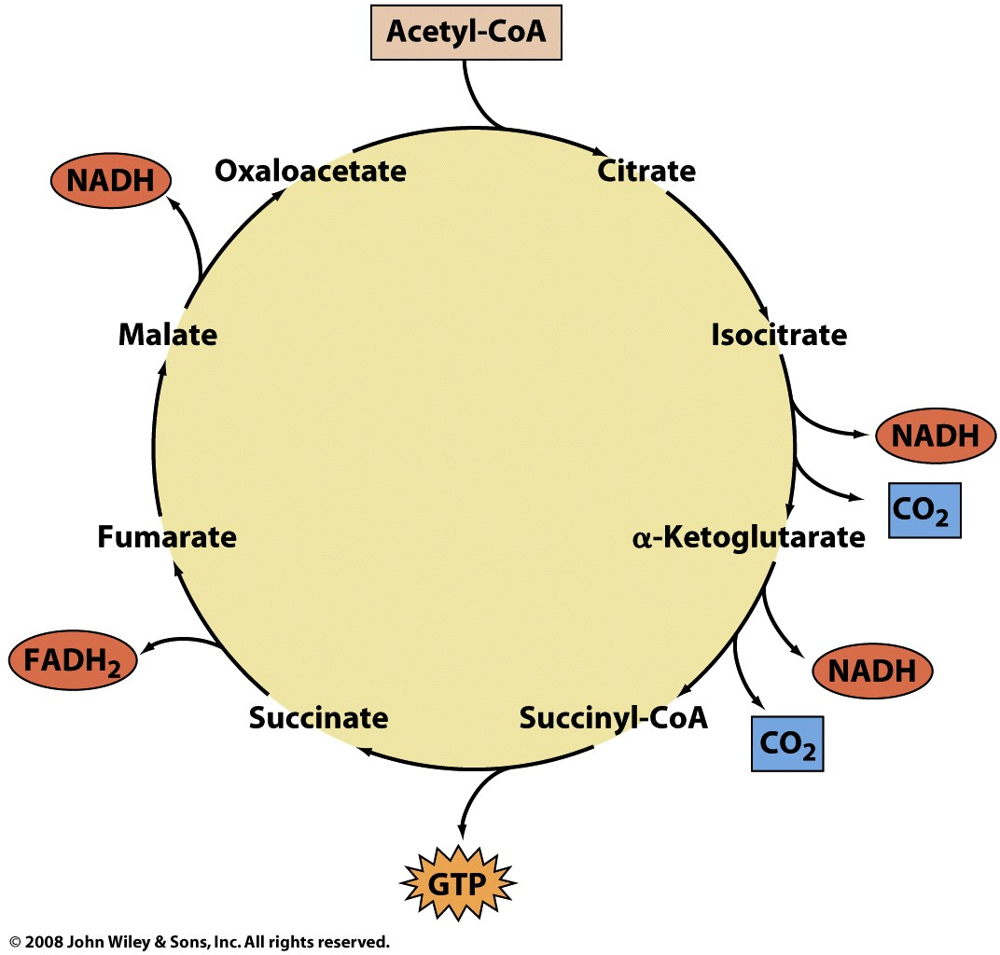 Acetyl-CoA
NADH
Oxaloacetate
Citrate
Malate
Isocitrate
NADH
CO₂
Fumarate
α-Ketoglutarate
FADH₂
NADH
Succinate
Succinyl-CoA
CO₂
GTP
© 2008 John Wiley & Sons, Inc. All rights reserved.